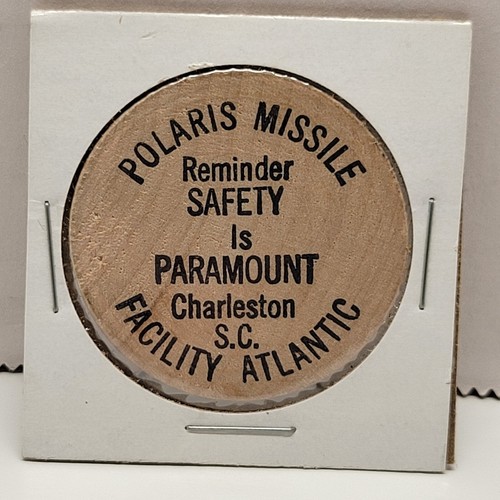 POLARIS MISSILE
Reminder
SAFETY
Is
PARAMOUNT
Charleston
S.C.
FACILITY ATLANTIC